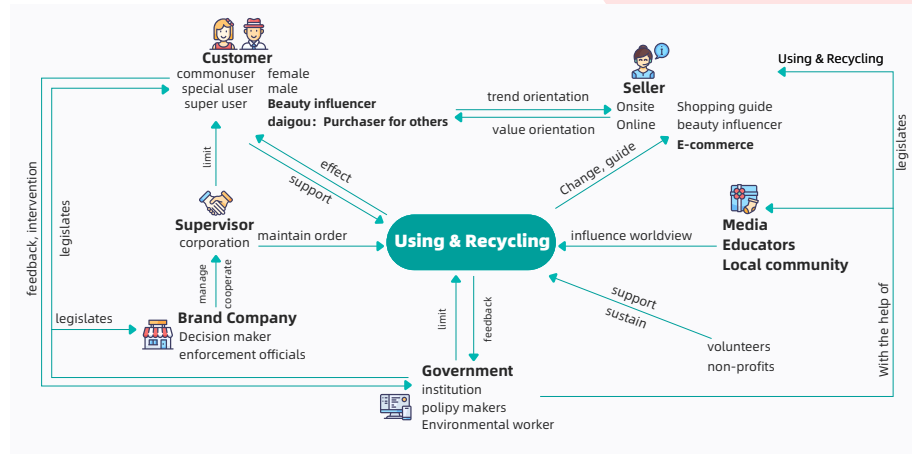 Customer
commonuser female
special user male
super user Beauty influencer
daigou：Purchaser for others
Seller
Onsite Shopping guide
Online beauty influencer
E-commerce
Using & Recycling
trend orientation
value orientation
legislates
limit
effect
support
Change, guide
feedback, intervention
legislates
Supervisor
corporation
maintain order
Using & Recycling
influence worldview
Media
Educators
Local community
manage
cooperate
legislates
Brand Company
Decision maker
enforcement officials
limit
feedback
support
sustain
volunteers
non-profits
With the help of
Government
institution
polipy makers
Environmental worker